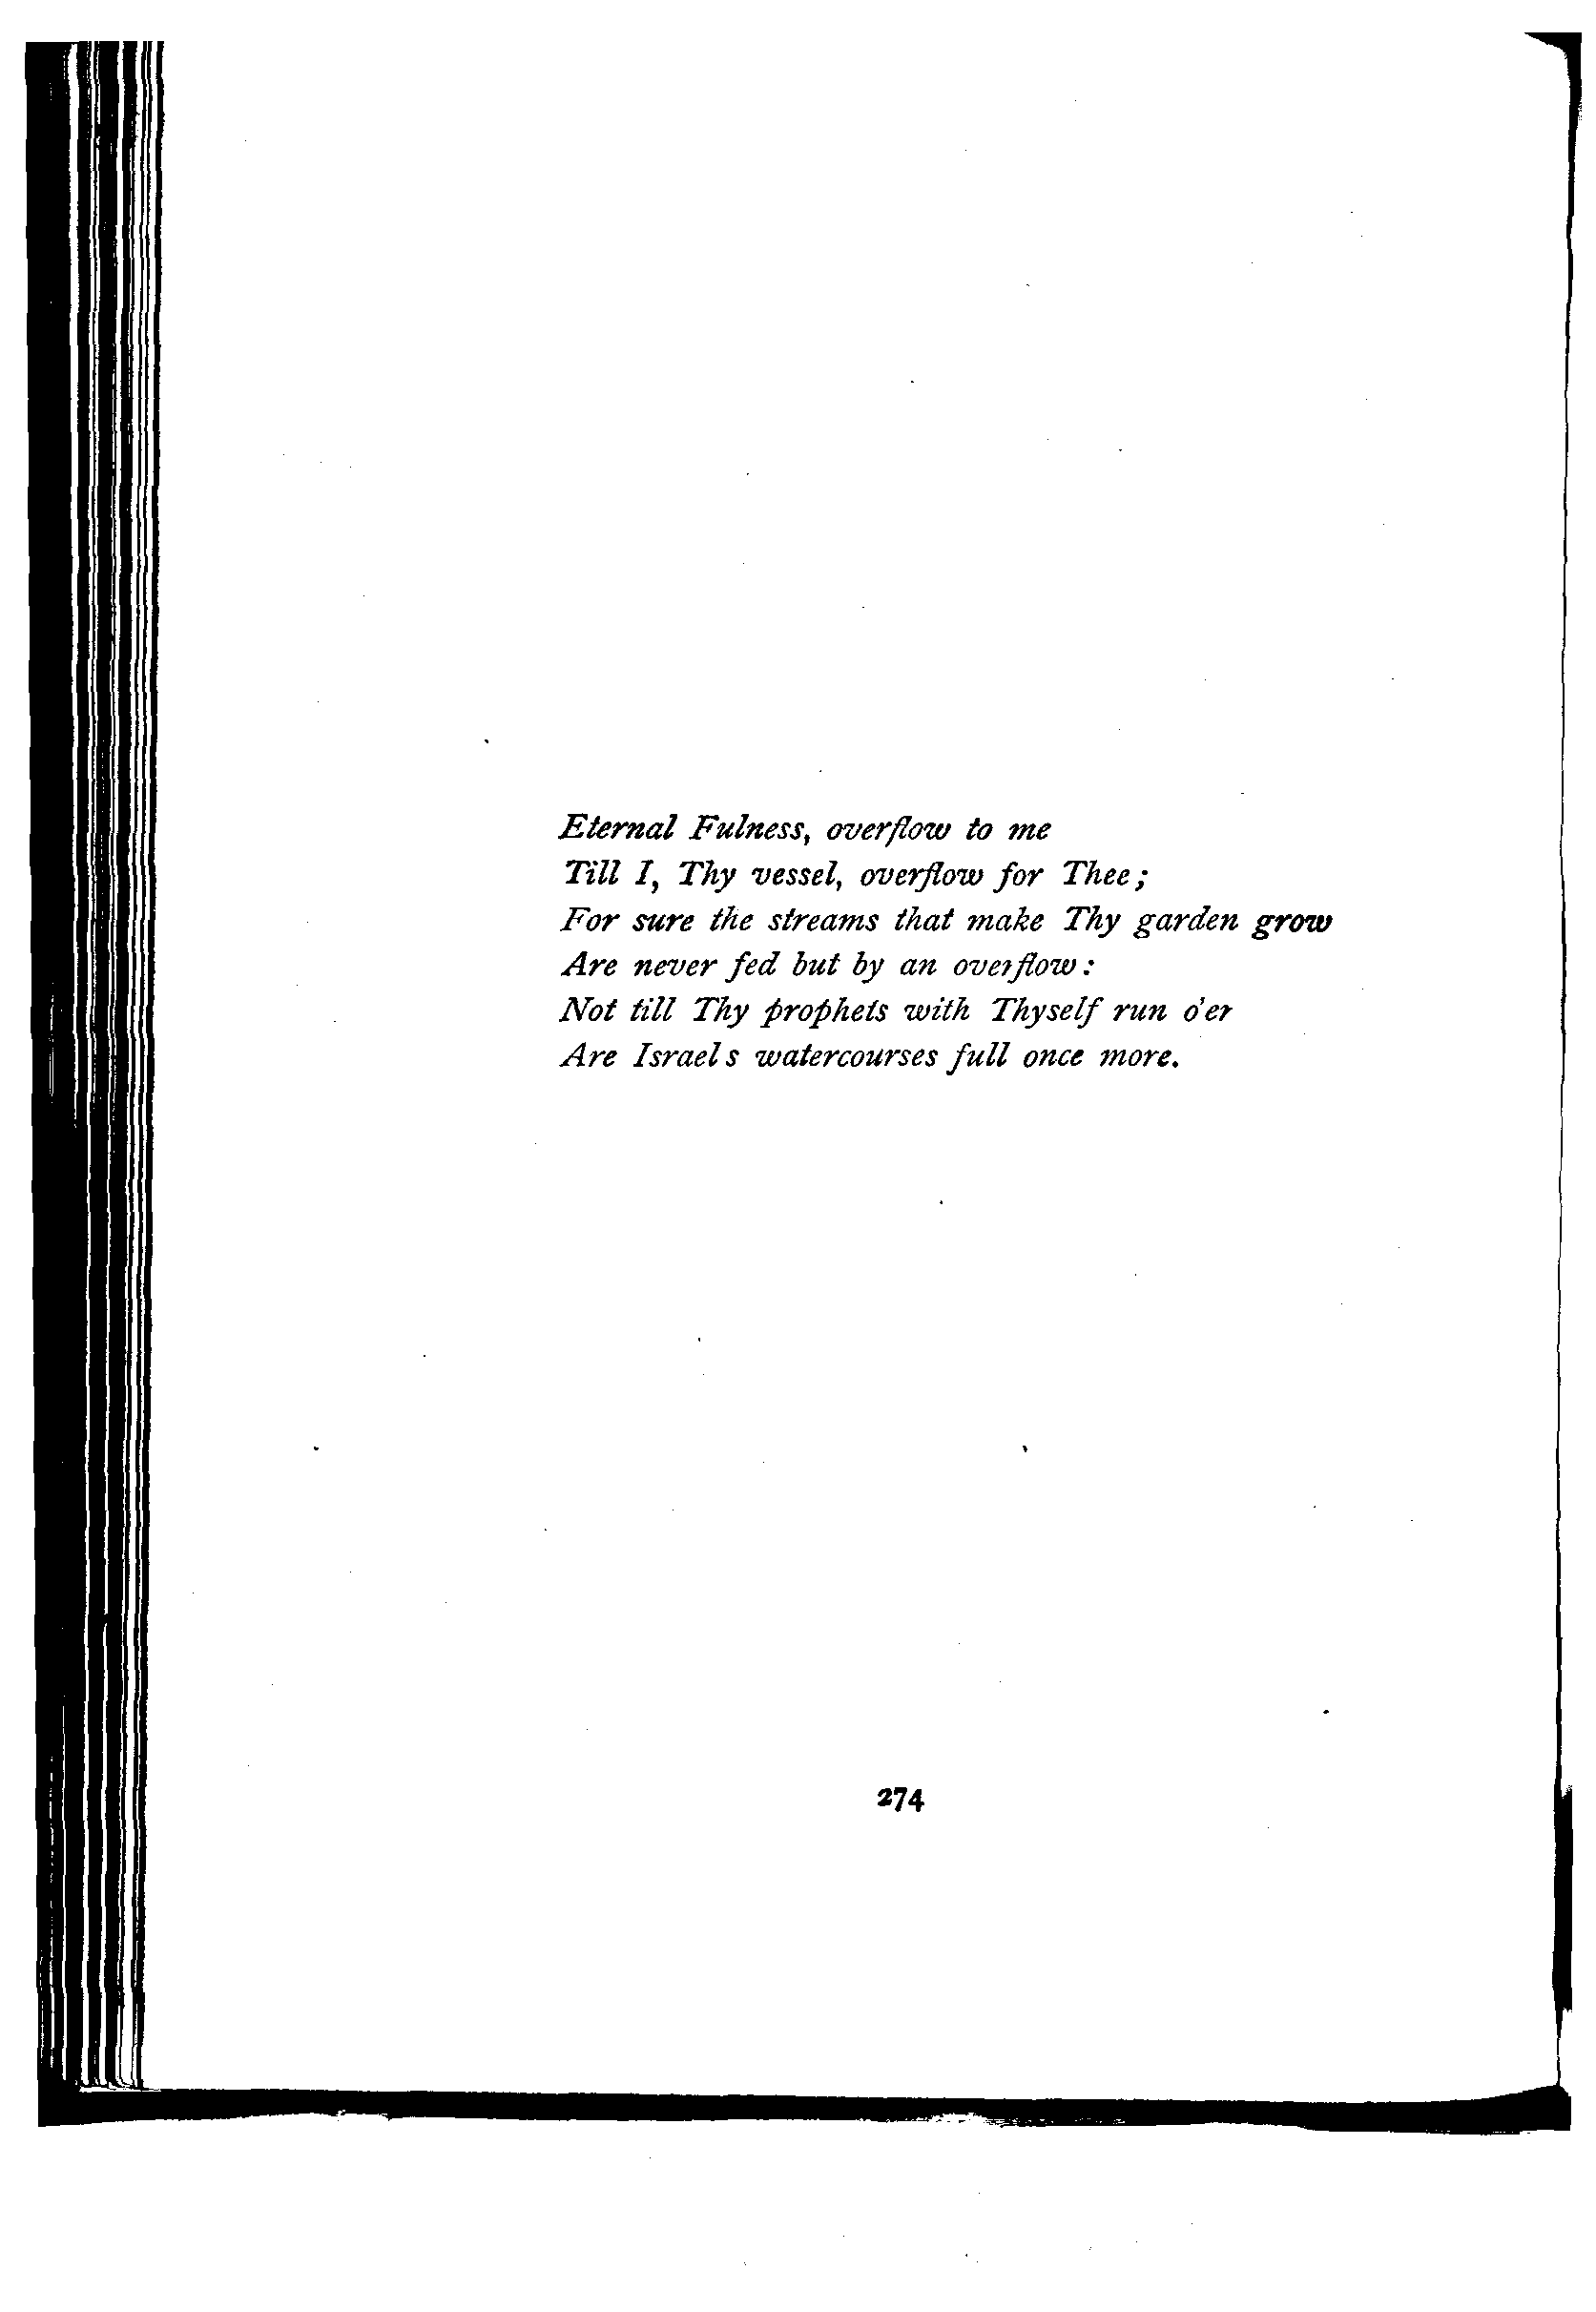 Eternal Fulness, overflow to me
Till I, Thy vessel, overflow for Thee;
For sure the streams that make Thy garden grow
Are never fed but by an overflow:
Not till Thy prophets with Thyself run o'er
Are Israel s watercourses full once more.
274